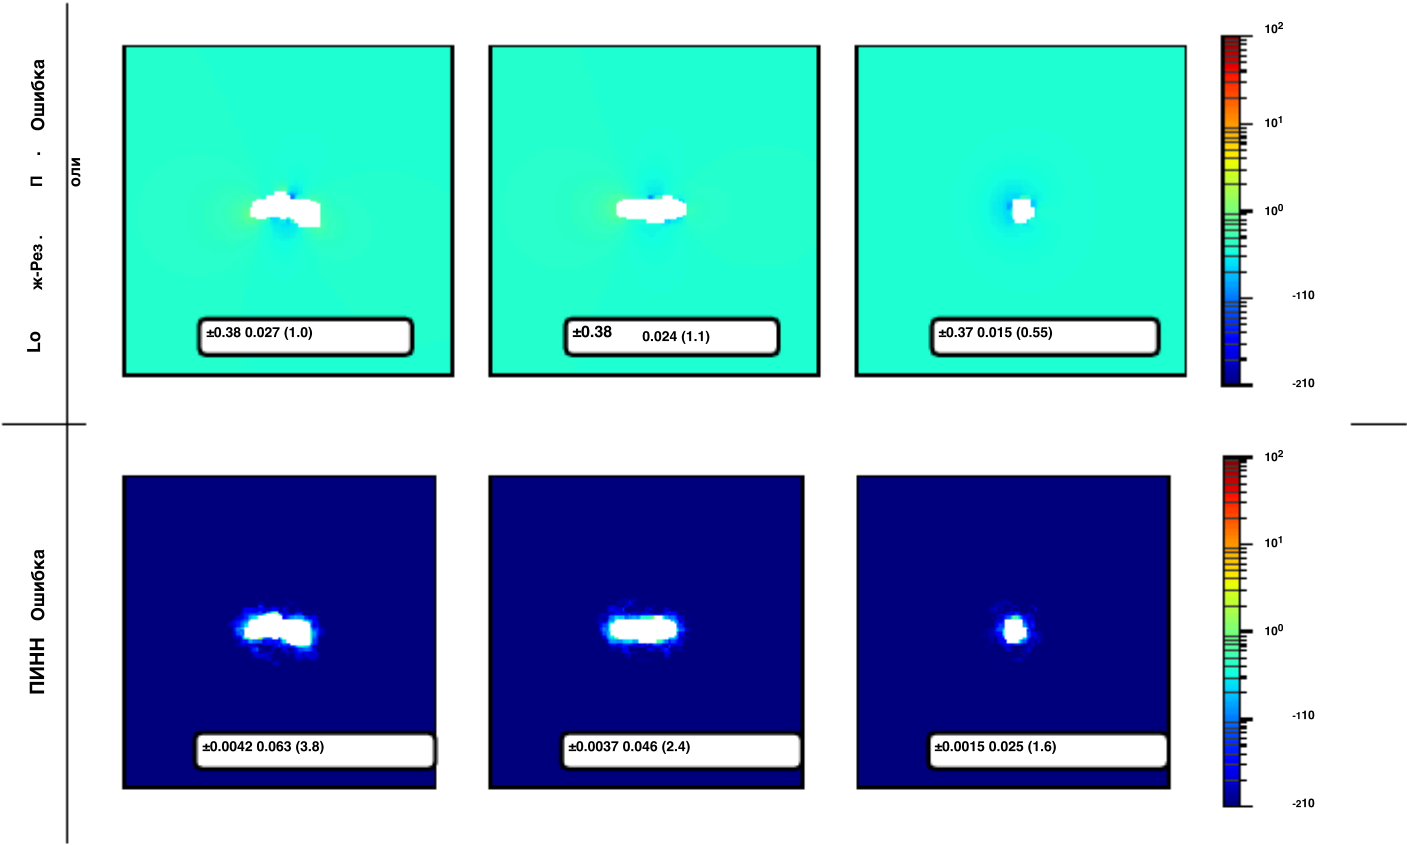 Lo ж-Рез . П . Ошибка
оли
±0.38 0.027 (1.0)
±0.38 0.024 (1.1)
±0.37 0.015 (0.55)
10²
10¹
10⁰
-110
-210
ПИНН Ошибка
±0.0042 0.063 (3.8)
±0.0037 0.046 (2.4)
±0.0015 0.025 (1.6)
10²
10¹
10⁰
-110
-210